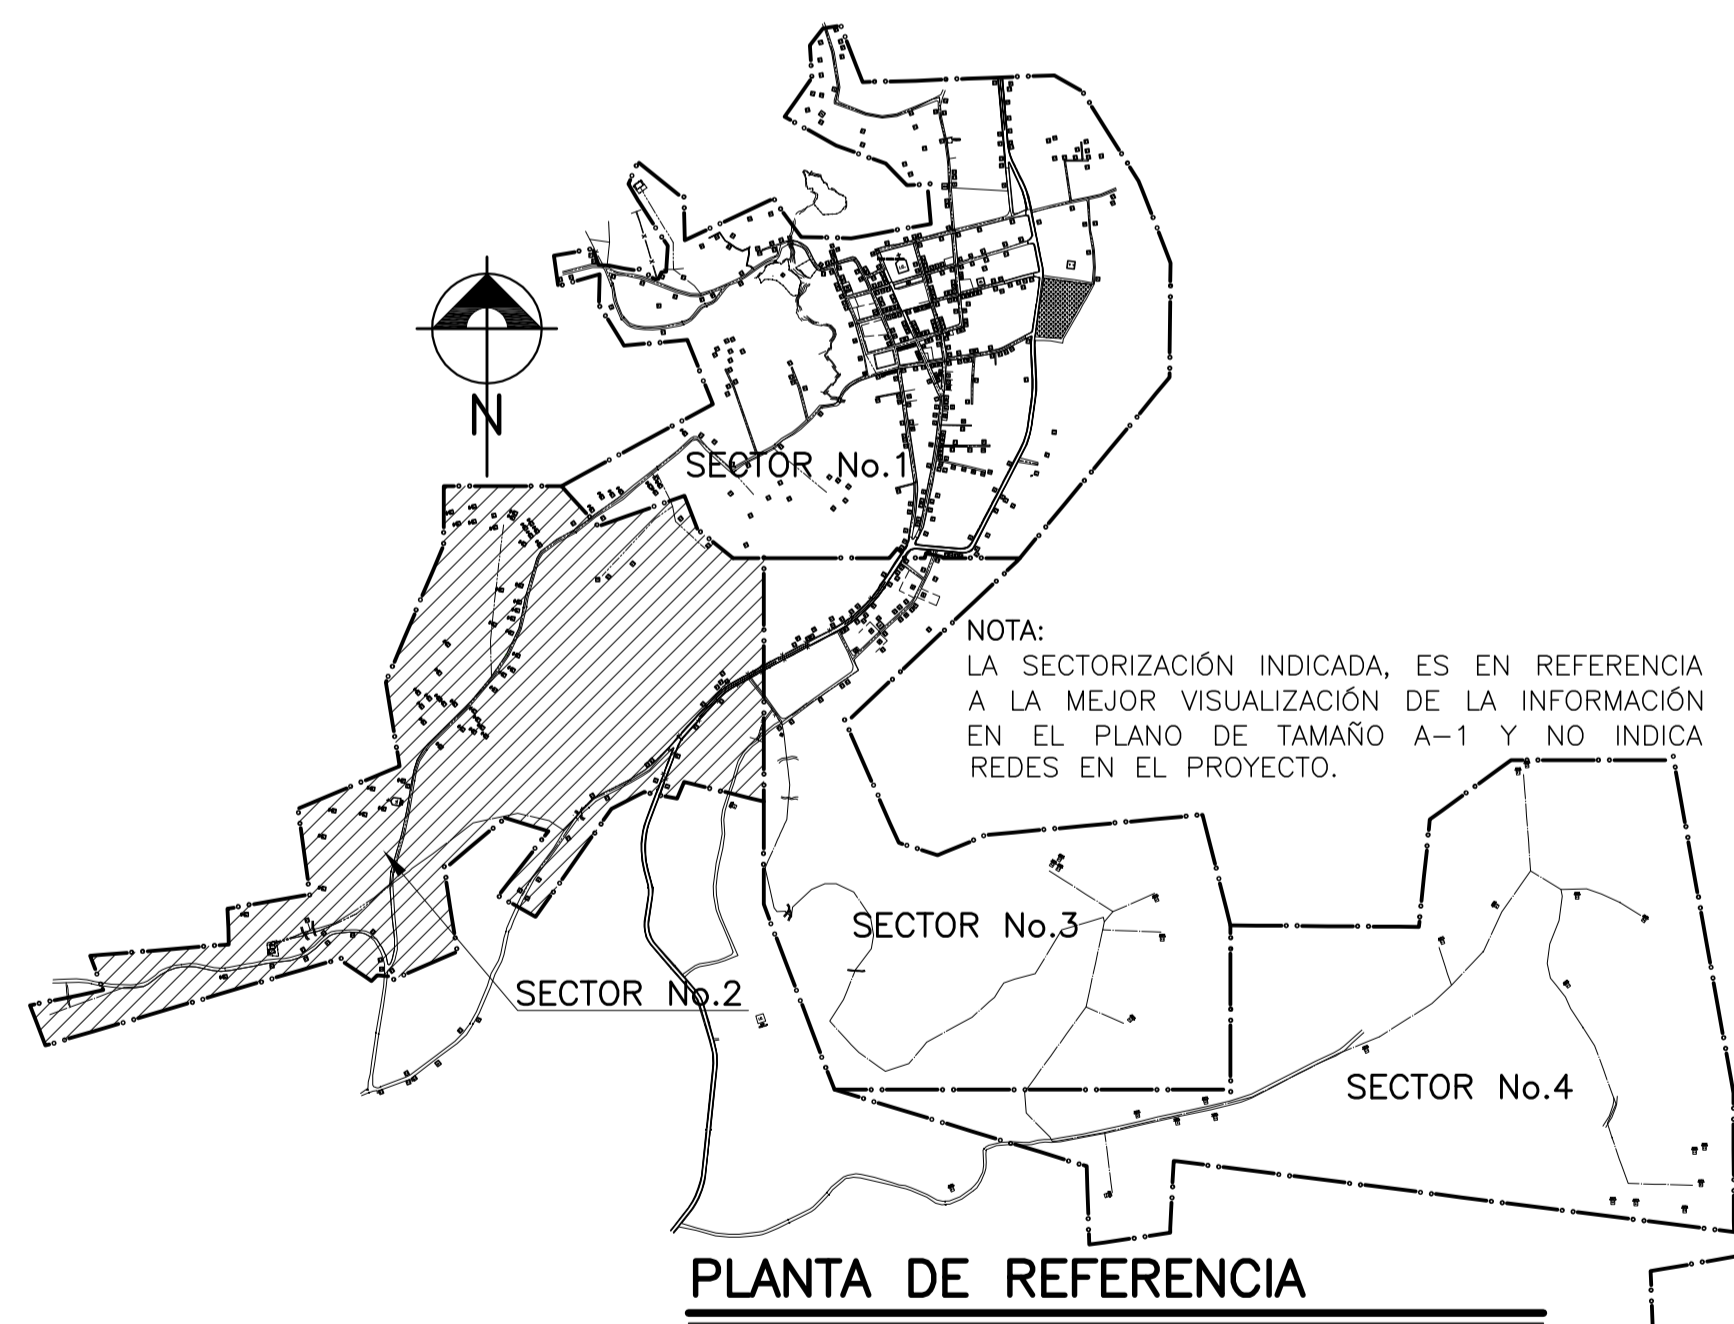 N
SECTOR No.1
NOTA:
LA SECTORIZACIÓN INDICADA, ES EN REFERENCIA
A LA MEJOR VISUALIZACIÓN DE LA INFORMACIÓN
EN EL PLANO DE TAMAÑO A-1 Y NO INDICA
REDES EN EL PROYECTO.
SECTOR No.3
SECTOR No.2
SECTOR No.4
PLANTA DE REFERENCIA